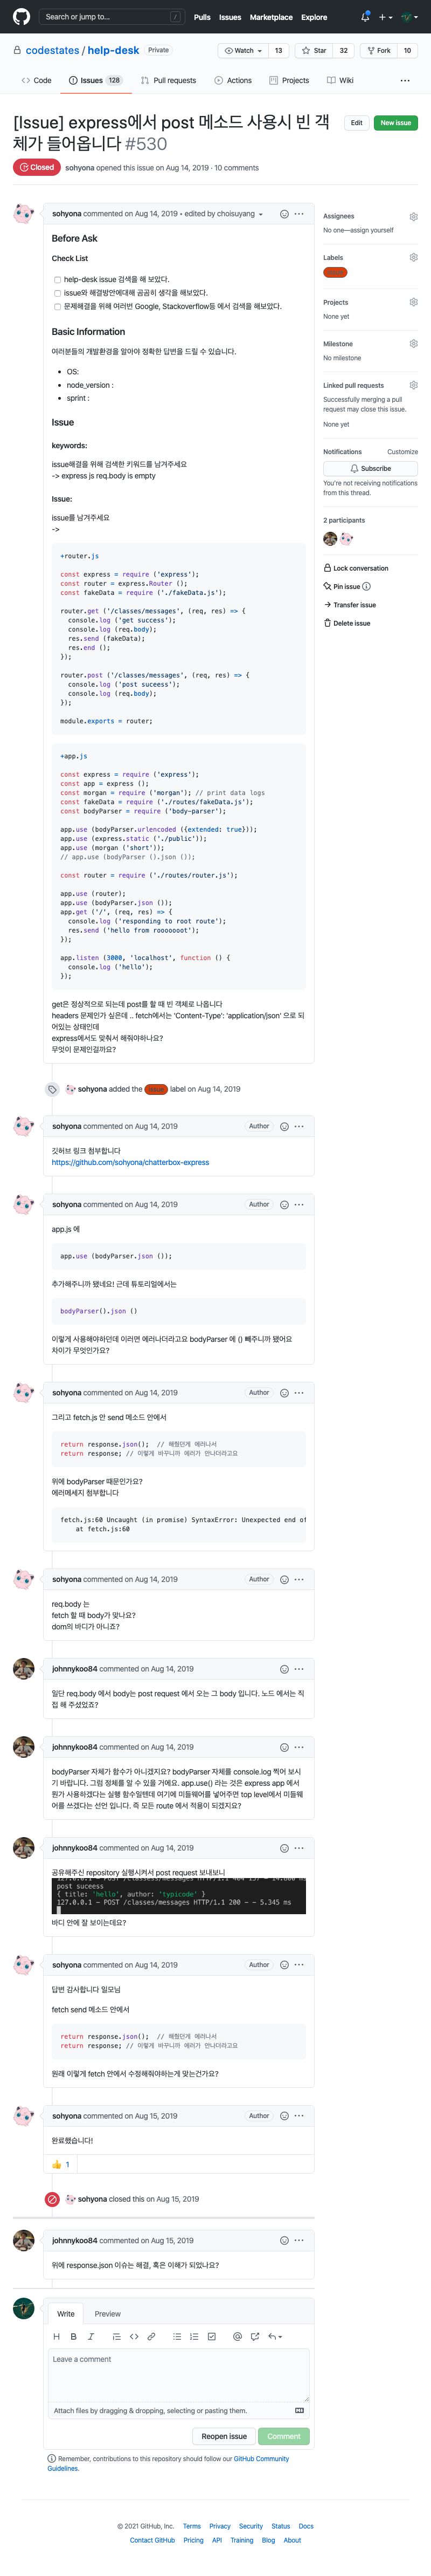 Search or jump to...
/
Pulls Issues Marketplace Explore
codestates / help-desk Private
Watch 13 Star 32 Fork 10
Code Issues 128 Pull requests Actions Projects Wiki
[Issue] express에서 post 메소드 사용시 빈 객
체가 들어옵니다 #530
Edit New issue
Closed sohyona opened this issue on Aug 14, 2019 · 10 comments
sohyona commented on Aug 14, 2019 • edited by choisuyang
Before Ask
Check List
help-desk issue 검색을 해 보았다.
issue와 해결방안에대해 곰곰히 생각을 해보았다.
문제해결을 위해 여러번 Google, Stackoverflow등 에서 검색을 해보았다.
Basic Information
여러분들의 개발환경을 알아야 정확한 답변을 드릴 수 있습니다.
OS:
node_version :
sprint :
Issue
keywords:
issue해결을 위해 검색한 키워드를 남겨주세요
-> express js req.body is empty
Issue:
issue를 남겨주세요
->
+router.js
const express = require ('express');
const router = express.Router ();
const fakeData = require ('./fakeData.js');
router.get ('/classes/messages', (req, res) => {
console.log ('get success');
console.log (req.body);
res.send (fakeData);
res.end ();
});
router.post ('/classes/messages', (req, res) => {
console.log ('post sucess');
console.log (req.body);
});
module.exports = router;
+app.js
const express = require ('express');
const app = express ();
const morgan = require ('morgan'); // print data logs
const fakeData = require ('./routes/fakeData.js');
const bodyParser = require ('body-parser');
app.use (bodyParser.urlencoded ({extended: true}));
app.use (express.static ('./public'));
app.use (morgan ('short'));
// app.use (bodyParser ().json ());
const router = require ('./routes/router.js');
app.use (router);
app.use (bodyParser.json ());
app.get ('/', (req, res) => {
console.log ('responding to root route');
res.send ('hello from rooooooot');
});
app.listen (3000, 'localhost', function () {
console.log ('hello');
});
get은 정상적으로 되는데 post를 할 때 빈 객체로 나옵니다
headers 문제인가 싶은데 .. fetch에서는 'Content-Type': 'application/json' 으로 되
어있는 상태인데
express에서도 맞춰서 해줘야하나요?
무엇이 문제인걸까요?
Assignees
No one—assign yourself
Labels
Projects
None yet
Milestone
No milestone
Linked pull requests
Successfully merging a pull
request may close this issue.
None yet
Notifications Customize
Subscribe
You're not receiving notifications
from this thread.
2 participants
Lock conversation
Pin issue
Transfer issue
Delete issue
sohyona added the issue label on Aug 14, 2019
sohyona commented on Aug 14, 2019 Author
깃허브 링크 첨부합니다
https://github.com/sohyona/chatterbox-express
sohyona commented on Aug 14, 2019 Author
app.js 에
app.use (bodyParser.json ());
추가해주니까 됐네요! 근데 튜토리얼에서는
bodyParser().json ()
이렇게 사용해야하던데 이러면 에러나더라고요 bodyParser 에 () 빼주니까 됐어요
차이가 무엇인가요?
sohyona commented on Aug 14, 2019 Author
그리고 fetch.js 안 send 메소드 안에서
return response.json(); // 해줬던게 에러나서
return response; // 이렇게 바꾸니까 에러가 안나더라고요
위에 bodyParser 때문인가요?
에러메세지 첨부합니다
fetch.js:60 Uncaught (in promise) SyntaxError: Unexpected end of
at fetch.js:60
sohyona commented on Aug 14, 2019 Author
req.body 는
fetch 할 때 body가 맞나요?
dom의 바디가 아니죠?
johnnykoo84 commented on Aug 14, 2019
일단 req.body 에서 body는 post request 에서 오는 그 body 입니다. 노드 에서는 직
접 해 주셨었죠?
johnnykoo84 commented on Aug 14, 2019
bodyParser 자체가 함수가 아니겠지요? bodyParser 자체를 console.log 찍어 보시
기 바랍니다. 그럼 정체를 알 수 있을 거에요. app.use() 라는 것은 express app 에서
뭔가 사용하겠다는 실행 함수일텐데 여기에 미들웨어를 넣어주면 top level에서 미들웨
어를 쓰겠다는 선언 입니다. 즉 모든 route 에서 적용이 되겠지요?
johnnykoo84 commented on Aug 14, 2019
공유해주신 repository 실행시켜서 post request 보내보니
post sucess
{ title: 'hello', author: 'typicode' }
127.0.0.1 - POST /classes/messages HTTP/1.1 200 - - 5.345 ms
바디 안에 잘 보이는데요?
sohyona commented on Aug 14, 2019 Author
답변 감사합니다 일모님
fetch send 메소드 안에서
return response.json(); // 해줬던게 에러나서
return response; // 이렇게 바꾸니까 에러가 안나더라고요
원래 이렇게 fetch 안에서 수정해줘야하는게 맞는건가요?
sohyona commented on Aug 15, 2019 Author
완료했습니다!
👍 1
sohyona closed this on Aug 15, 2019
johnnykoo84 commented on Aug 15, 2019
위에 response.json 이슈는 해결, 혹은 이해가 되었나요?
Write Preview
Leave a comment
Attach files by dragging & dropping, selecting or pasting them.
Reopen issue Comment
Remember, contributions to this repository should follow our GitHub Community
Guidelines.
© 2021 GitHub, Inc. Terms Privacy Security Status Docs
Contact GitHub Pricing API Training Blog About